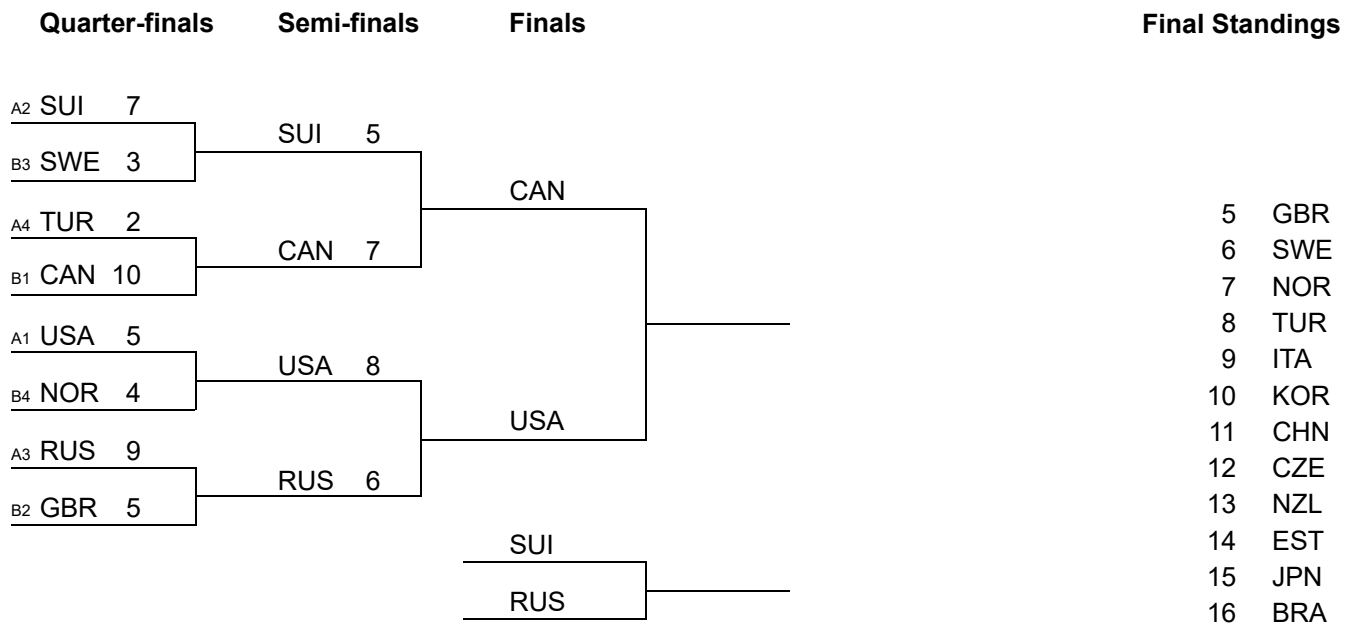 Quarter-finals Semi-finals Finals Final Standings
A2 SUI 7
SUI 5
B3 SWE 3
CAN
A4 TUR 2
5 GBR
CAN 7
6 SWE
B1 CAN 10
7 NOR
A1 USA 5
8 TUR
USA 8
9 ITA
B4 NOR 4
10 KOR
USA
11 CHN
A3 RUS 9
12 CZE
RUS 6
B2 GBR 5
13 NZL
SUI
14 EST
15 JPN
RUS
16 BRA